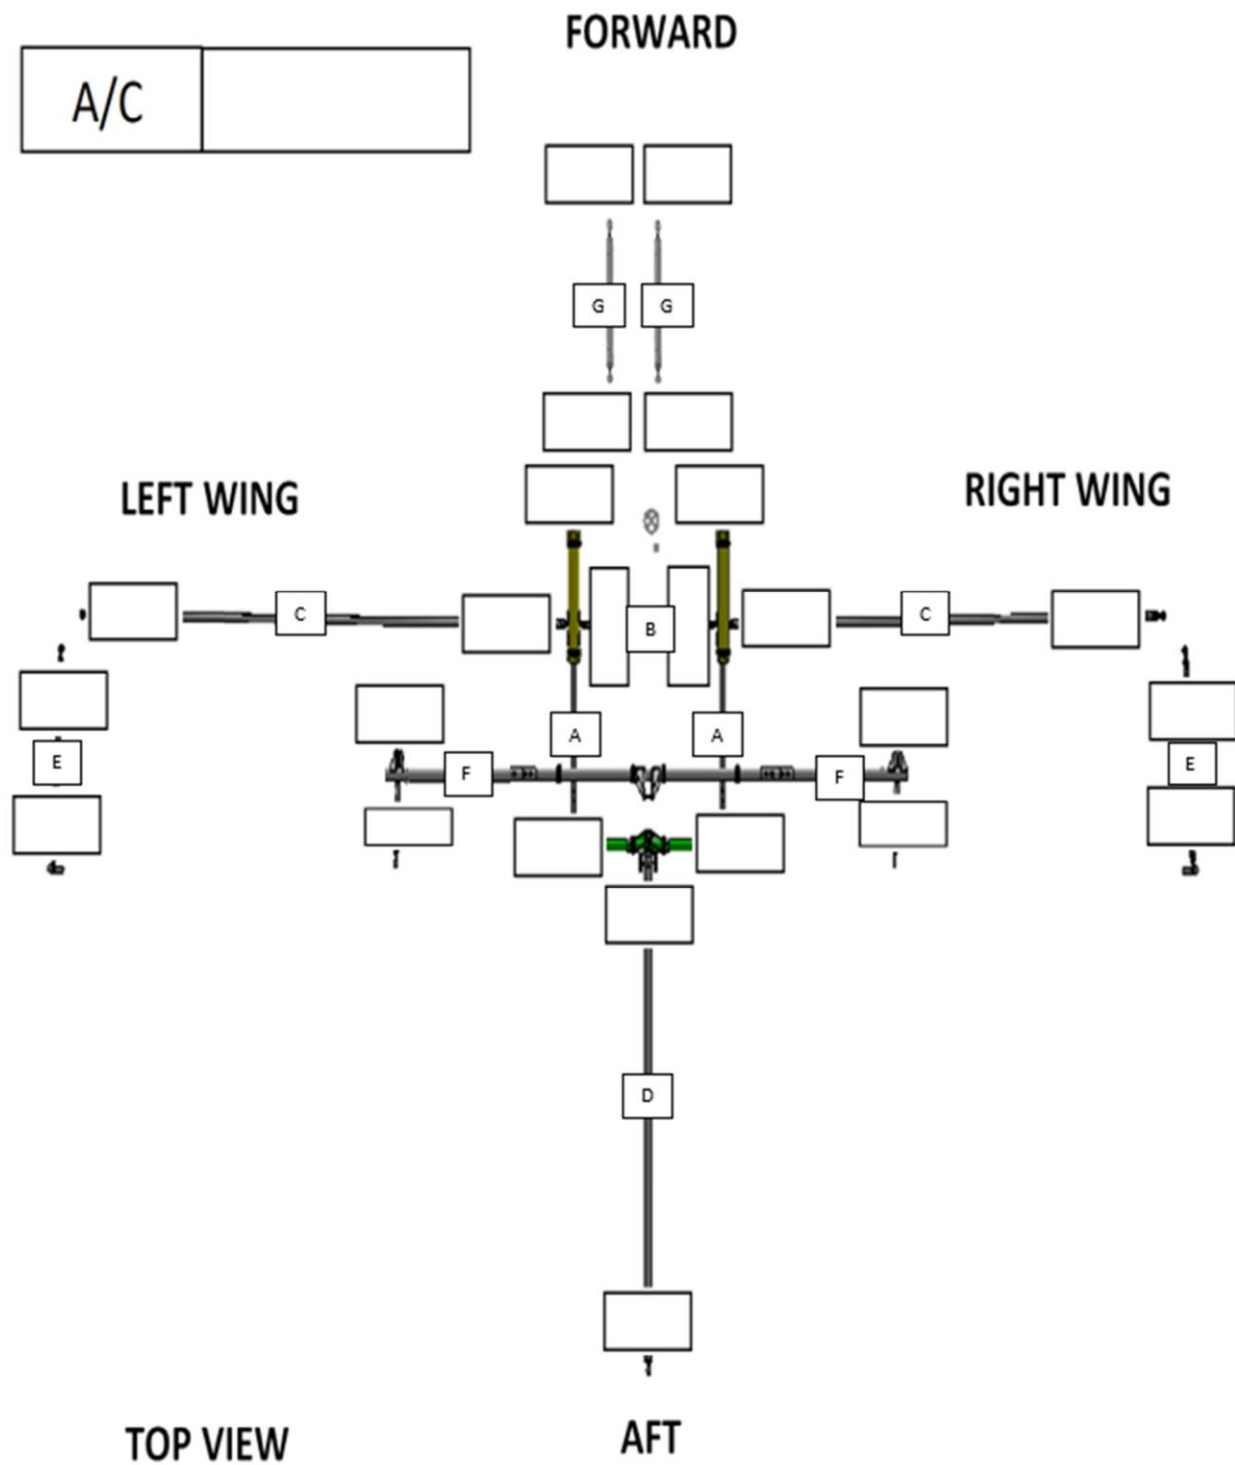 FORWARD
A/C
G G
LEFT WING
RIGHT WING
C B C
A A
E F F E
D
TOP VIEW
AFT